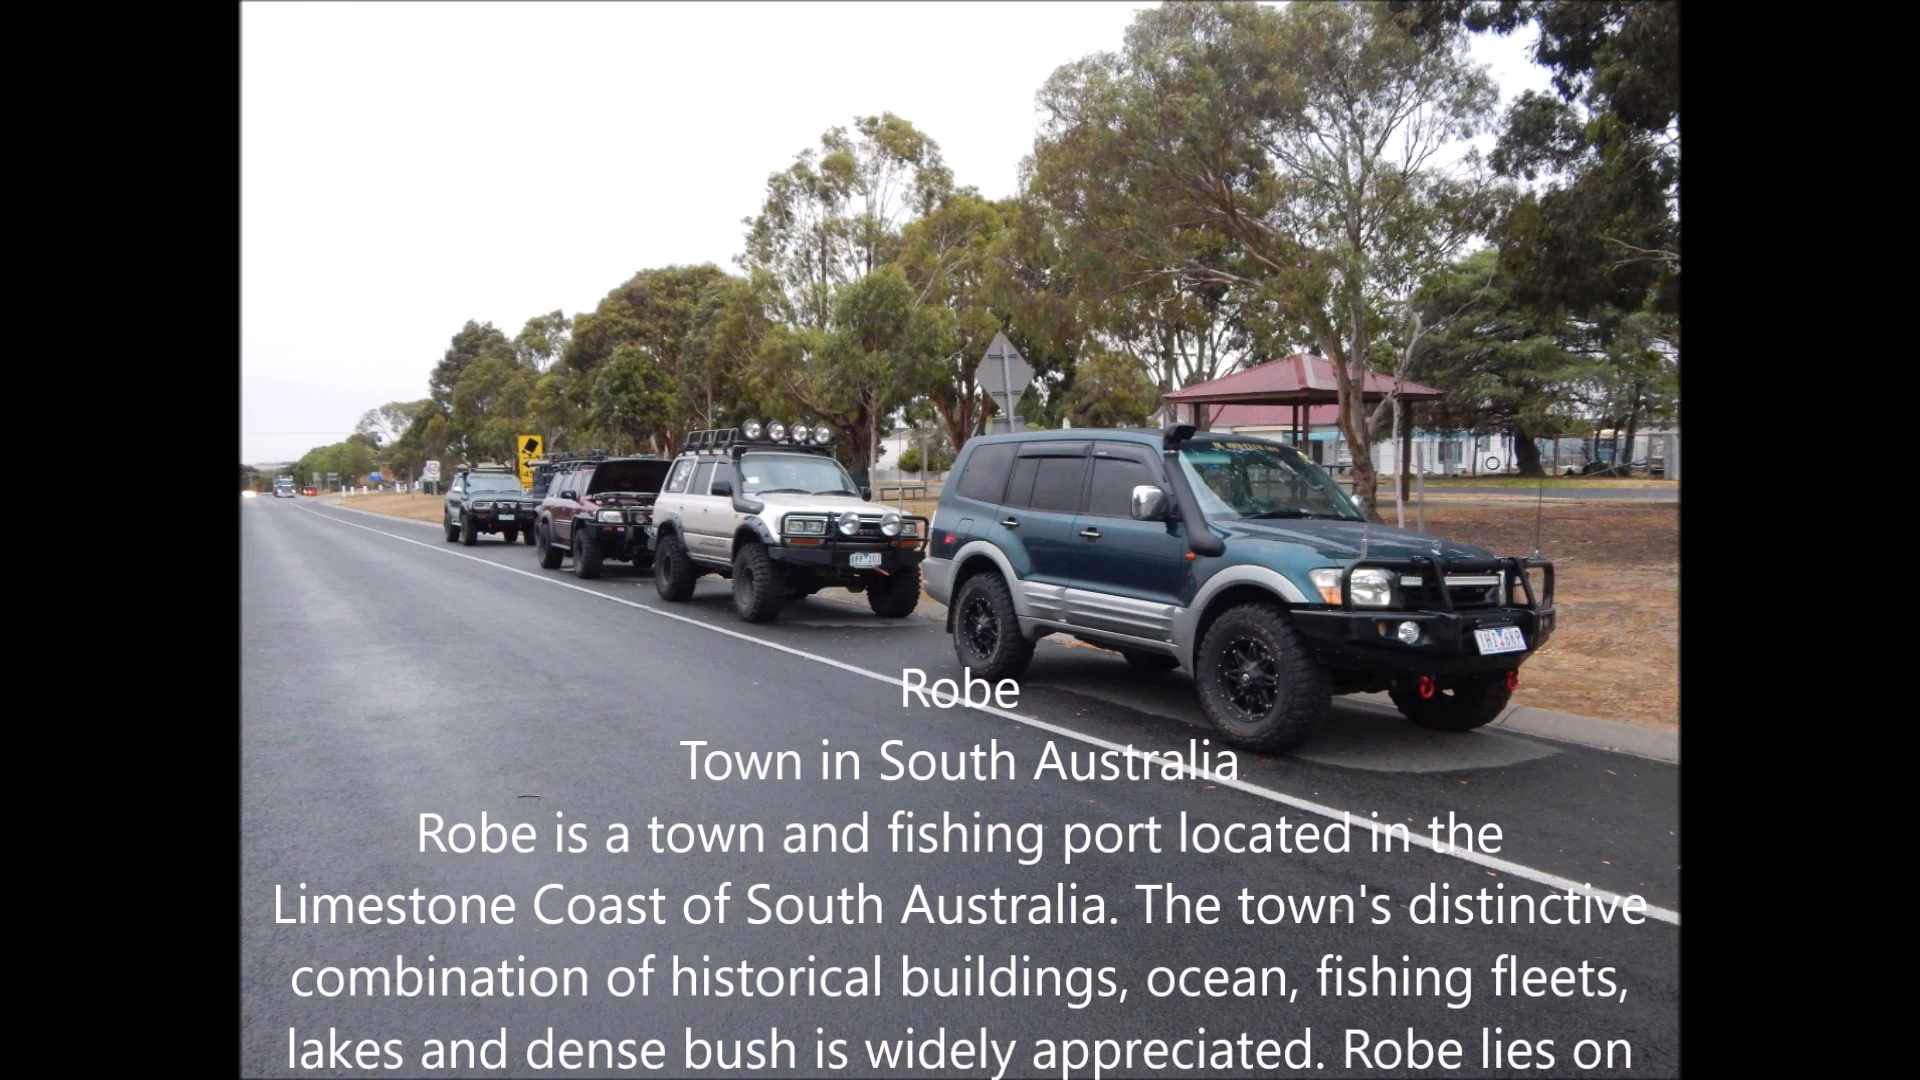 Robe
Town in South Australia
Robe is a town and fishing port located in the
Limestone Coast of South Australia. The town's distinctive
combination of historical buildings, ocean, fishing fleets,
lakes and dense bush is widely appreciated. Robe lies on